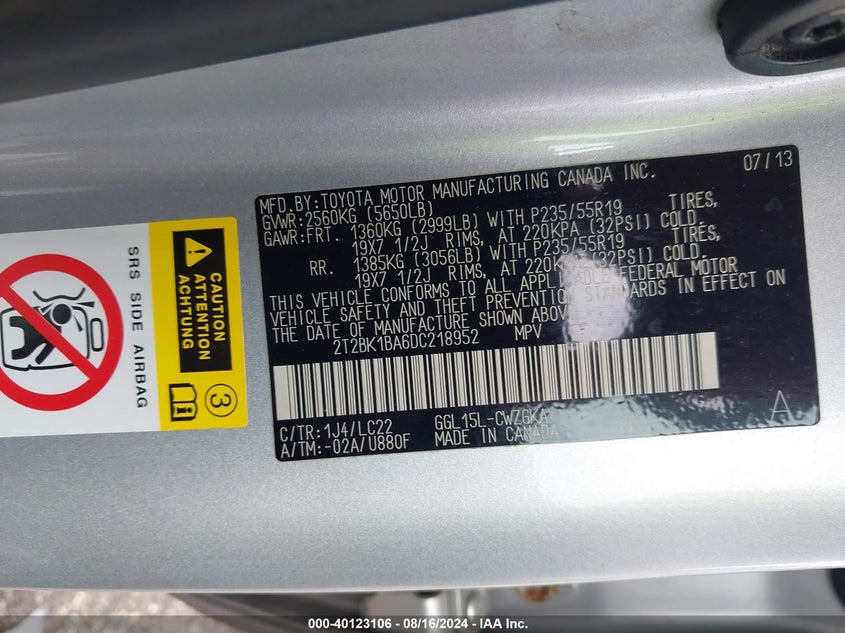 CAUTION
ATTENTION
ACHTUNG
SRS SIDE AIRBAG
3
MFD.BY:TOYOTA MOTOR MANUFACTURING CANADA INC. 07/13
GVWR:2560KG (5650LB)
GAWR:FRT. 1360KG (2999LB) WITH P235/55R19 TIRES,
19X7 1/2J RIMS, AT 220KPA (32PSI) COLD.
RR. 1385KG (3056LB) WITH P235/55R19 TIRES,
19X7 1/2J RIMS, AT 220KPA (32PSI) COLD.
THIS VEHICLE CONFORMS TO ALL APPLICABLE FEDERAL MOTOR
VEHICLE SAFETY AND THEFT PREVENTION STANDARDS IN EFFECT ON
THE DATE OF MANUFACTURE SHOWN ABOVE.
2T2BK1BA6DC218952 MPV
C/TR:1J4/LC22 GGL15L-CWZGKA
A/TM:-02A/U880F MADE IN CANADA
A
000-40123106 - 08/16/2024 - IAA Inc.